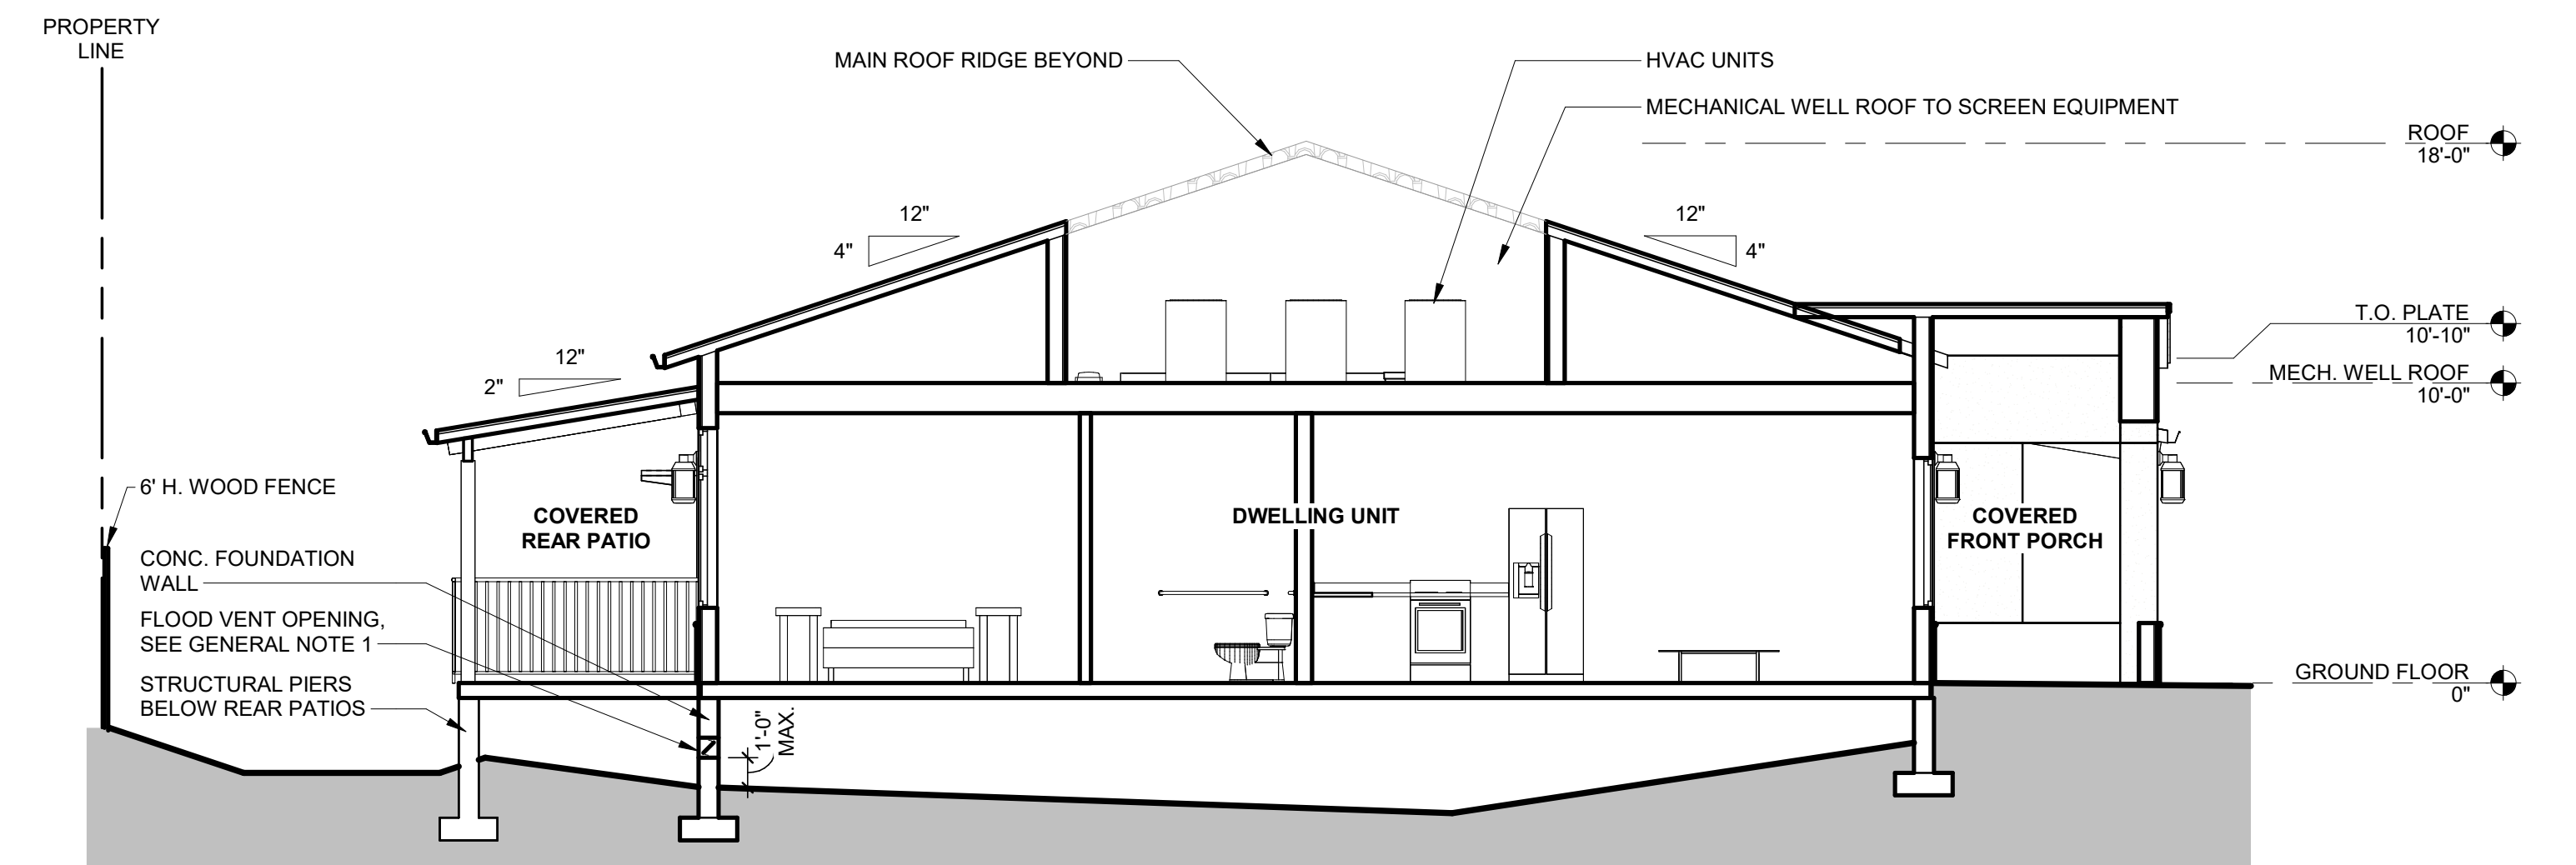 PROPERTY
LINE
MAIN ROOF RIDGE BEYOND
HVAC UNITS
MECHANICAL WELL ROOF TO SCREEN EQUIPMENT
ROOF
18'-0"
12"
4"
12"
4"
T.O. PLATE
10'-10"
MECH. WELL ROOF
10'-0"
12"
2"
6' H. WOOD FENCE
COVERED
REAR PATIO
DWELLING UNIT
COVERED
FRONT PORCH
CONC. FOUNDATION
WALL
FLOOD VENT OPENING,
SEE GENERAL NOTE 1
STRUCTURAL PIERS
BELOW REAR PATIOS
1'-0"
MAX.
GROUND FLOOR
0"